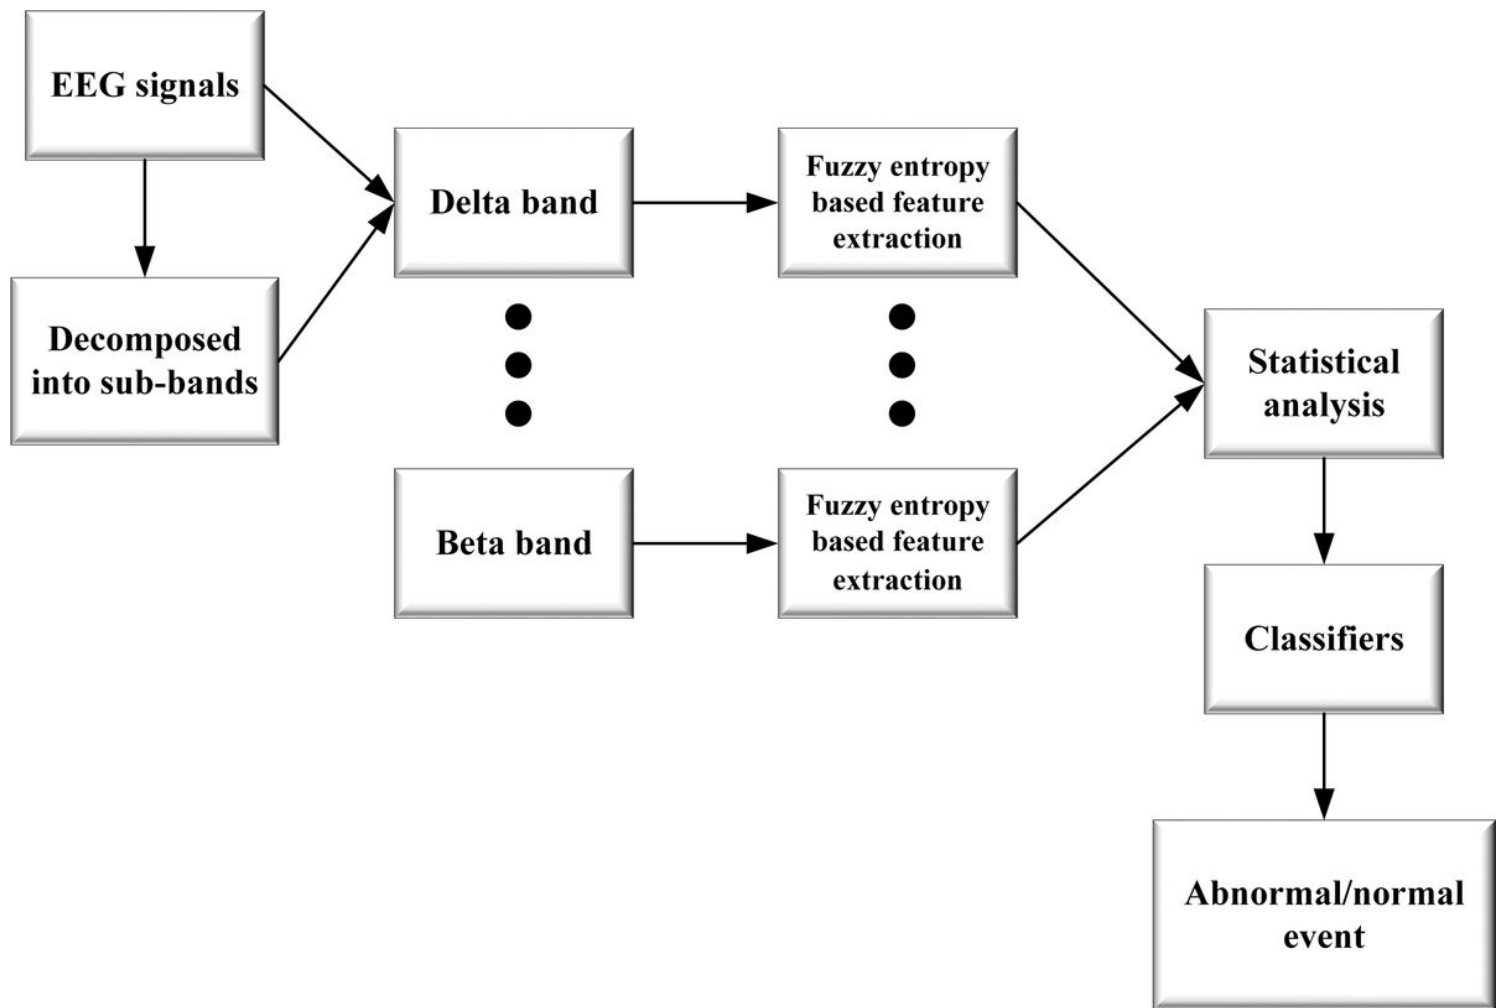 EEG signals
Decomposed
into sub-bands
Delta band
Fuzzy entropy
based feature
extraction
Beta band
Fuzzy entropy
based feature
extraction
Statistical
analysis
Classifiers
Abnormal/normal
event